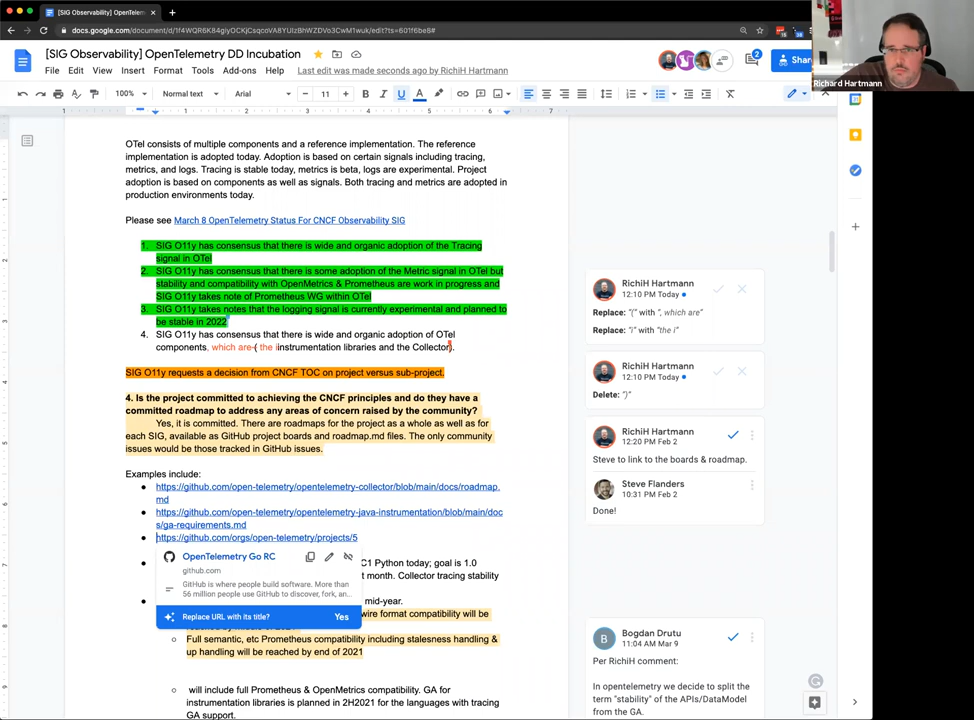 [SIG Observability] OpenTelem
docs.google.com/document/d/1f4WQR6K84giyOCKjCsqcoVA8YUIzBhWZDVo3CwM1vuk/edit?ts=601f6be8#
Richard Hartmann
[SIG Observability] OpenTelemetry DD Incubation
File Edit View Insert Format Tools Add-ons Help Last edit was made seconds ago by RichiH Hartmann
2
Shar
100% Normal text Arial 11 B I U A
1 1 2 3 4 5 6 7
OTel consists of multiple components and a reference implementation. The reference
implementation is adopted today. Adoption is based on certain signals including tracing,
metrics, and logs. Tracing is stable today, metrics is beta, logs are experimental. Project
adoption is based on components as well as signals. Both tracing and metrics are adopted in
production environments today.
Please see March 8 OpenTelemetry Status For CNCF Observability SIG
1. SIG O11y has consensus that there is wide and organic adoption of the Tracing
signal in OTel
2. SIG O11y has consensus that there is some adoption of the Metric signal in OTel but
stability and compatibility with OpenMetrics & Prometheus are work in progress and
SIG O11y takes note of Prometheus WG within OTel
3. SIG O11y takes notes that the logging signal is currently experimental and planned to
be stable in 2022
4. SIG O11y has consensus that there is wide and organic adoption of OTel
components, which are ( the iinstrumentation libraries and the Collector).
SIG O11y requests a decision from CNCF TOC on project versus sub-project.
4. Is the project committed to achieving the CNCF principles and do they have a
committed roadmap to address any areas of concern raised by the community?
Yes, it is committed. There are roadmaps for the project as a whole as well as for
each SIG, available as GitHub project boards and roadmap.md files. The only community
issues would be those tracked in GitHub issues.
Examples include:
● https://github.com/open-telemetry/opentelemetry-collector/blob/main/docs/roadmap.
md
● https://github.com/open-telemetry/opentelemetry-java-instrumentation/blob/main/doc
s/ga-requirements.md
● https://github.com/orgs/open-telemetry/projects/5
OpenTelemetry Go RC
github.com
GitHub is where people build software. More than
56 million people use GitHub to discover, fork, an...
Replace URL with its title? Yes
C1 Python today; goal is 1.0
t month. Collector tracing stability
mid-year.
wire format compatibility will be
○ Full semantic, etc Prometheus compatibility including stalesness handling &
up handling will be reached by end of 2021
○ will include full Prometheus & OpenMetrics compatibility. GA for
instrumentation libraries is planned in 2H2021 for the languages with tracing
GA support.
RichiH Hartmann
12:10 PM Today
Replace: "(" with ", which are"
Replace: "i" with "the i"
RichiH Hartmann
12:10 PM Today
Delete: ")"
RichiH Hartmann
12:20 PM Feb 2
Steve to link to the boards & roadmap.
Steve Flanders
10:31 PM Feb 2
Done!
B
Bogdan Drutu
11:04 AM Mar 9
Per RichiH comment:
In opentelemetry we decide to split the
term "stability" of the APIs/DataModel
from the GA.